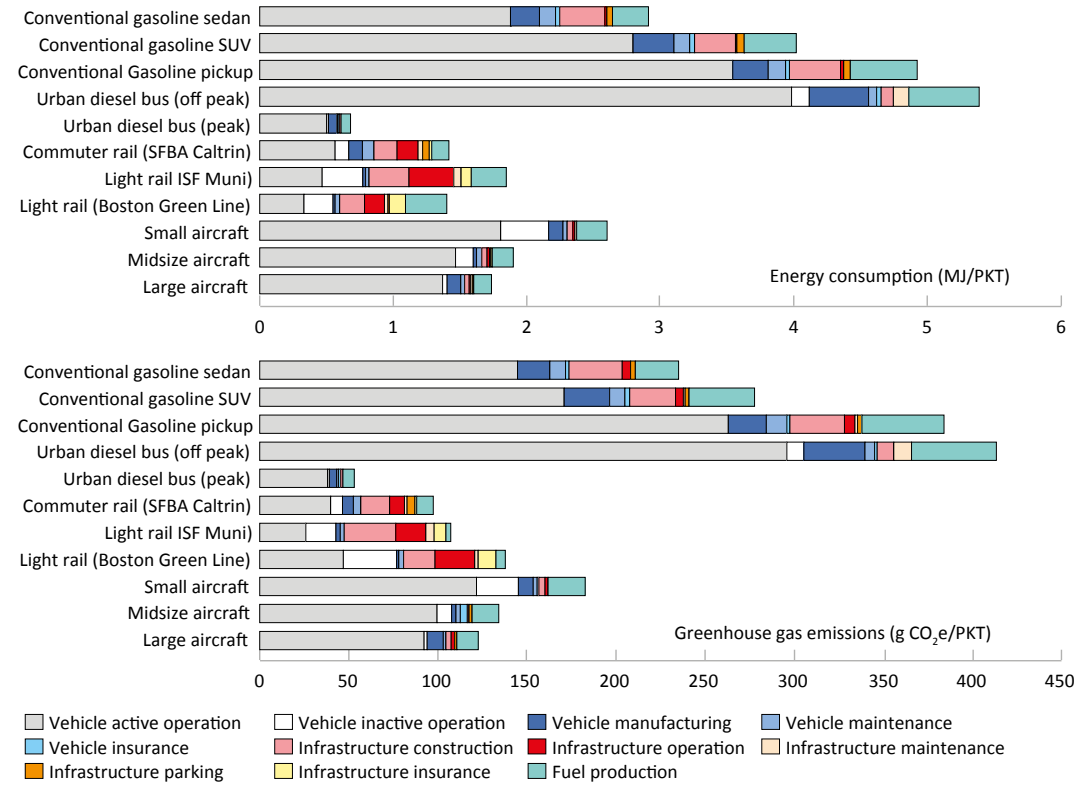 Conventional gasoline sedan
Conventional gasoline SUV
Conventional Gasoline pickup
Urban diesel bus (off peak)
Urban diesel bus (peak)
Commuter rail (SFBA Caltrin)
Light rail ISF Muni)
Light rail (Boston Green Line)
Small aircraft
Midsize aircraft
Large aircraft
Energy consumption (MJ/PKT)
0 1 2 3 4 5 6
Conventional gasoline sedan
Conventional gasoline SUV
Conventional Gasoline pickup
Urban diesel bus (off peak)
Urban diesel bus (peak)
Commuter rail (SFBA Caltrin)
Light rail ISF Muni)
Light rail (Boston Green Line)
Small aircraft
Midsize aircraft
Large aircraft
Greenhouse gas emissions (g CO₂e/PKT)
0 50 100 150 200 250 300 350 400 450
Vehicle active operation Vehicle inactive operation Vehicle manufacturing Vehicle maintenance
Vehicle insurance Infrastructure construction Infrastructure operation Infrastructure maintenance
Infrastructure parking Infrastructure insurance Fuel production